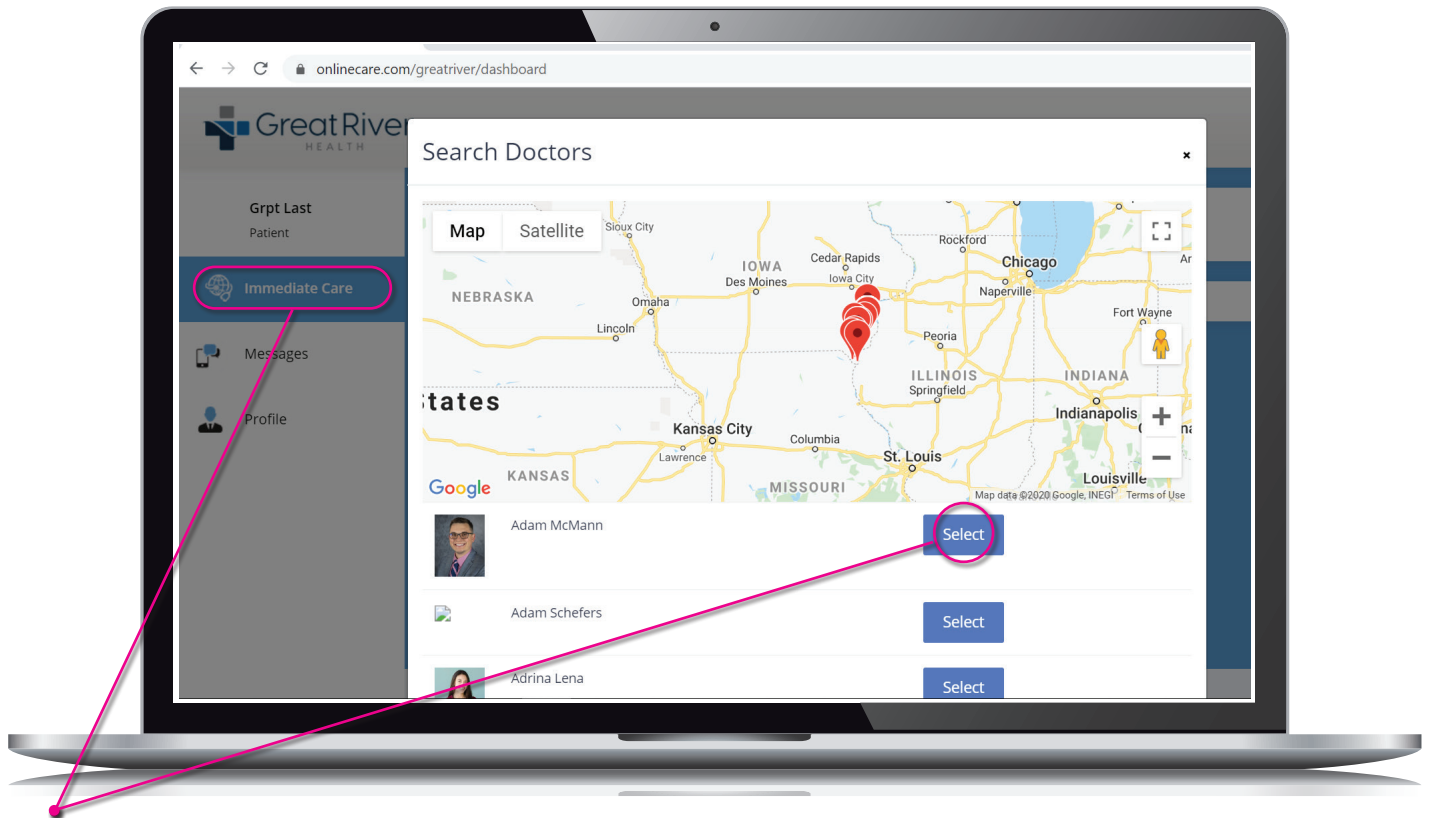 onlinecare.com/greatriver/dashboard
GreatRiver
HEALTH
Grpt Last
Patient
Immediate Care
Messages
Profile
Search Doctors
×
Map
Satellite
Sioux City
Rockford
IOWA
Cedar Rapids
Chicago
Ar
Des Moines
Iowa City
Naperville
NEBRASKA
Omaha
Fort Wayne
Lincoln
Peoria
ILLINOIS
INDIANA
Springfield
tates
Indianapolis
Kansas City
Columbia
Lawrence
St. Louis
KANSAS
Louisville
Google
MISSOURI
Map data ©2020 Google, INEGI
Terms of Use
Adam McMann
Select
Adam Schefers
Select
Adrina Lena
Select